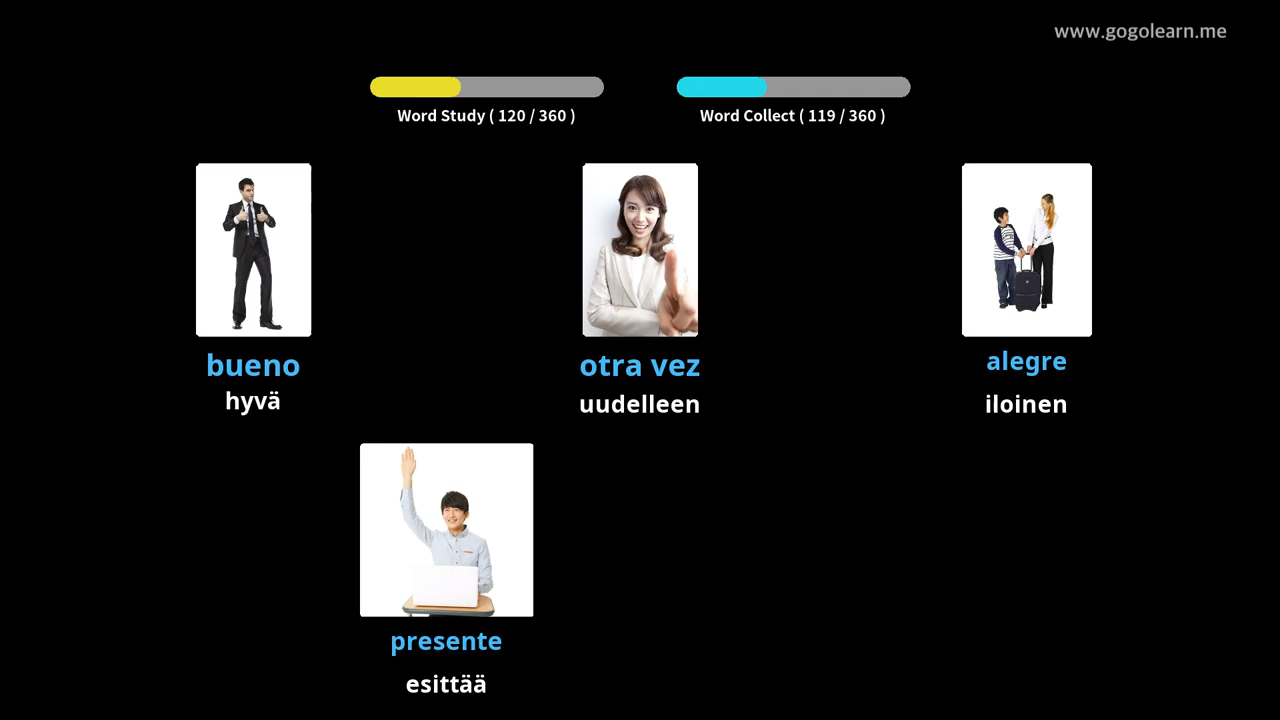 www.gogolearn.me
Word Study ( 120 / 360 )
Word Collect ( 119 / 360 )
bueno
hyvä
otra vez
uudelleen
alegre
iloinen
presente
esittää